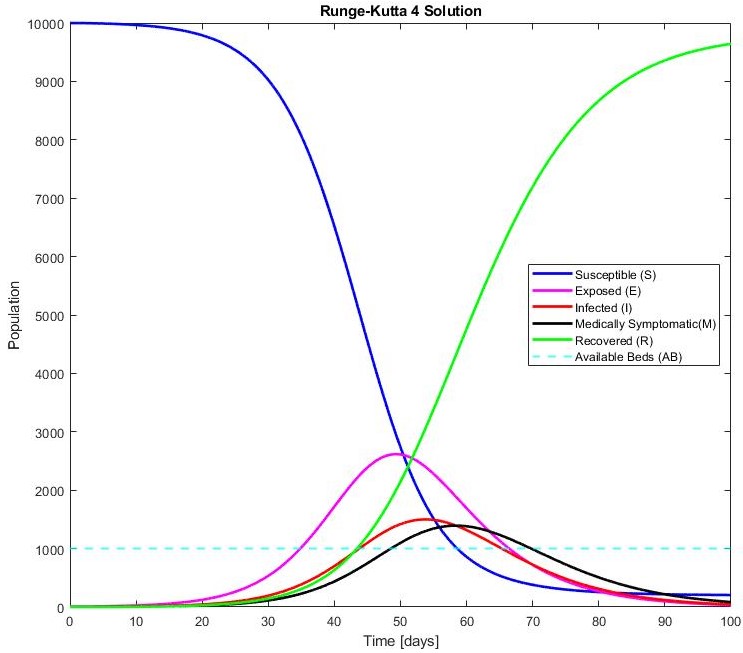 Runge-Kutta 4 Solution
10000
9000
8000
7000
6000
5000
4000
3000
2000
1000
0
Population
Susceptible (S)
Exposed (E)
Infected (I)
Medically Symptomatic(M)
Recovered (R)
Available Beds (AB)
0 10 20 30 40 50 60 70 80 90 100
Time [days]